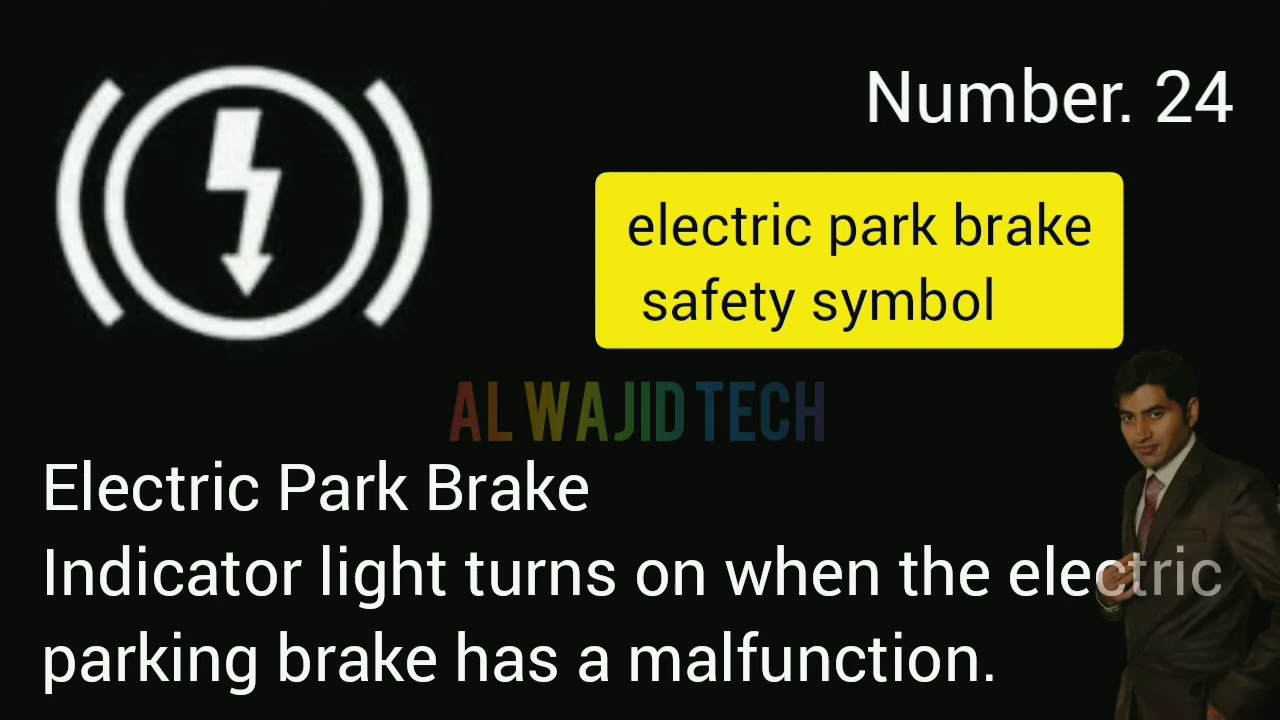 Number. 24
electric park brake
safety symbol
AL WAJID TECH
Electric Park Brake
Indicator light turns on when the electric
parking brake has a malfunction.